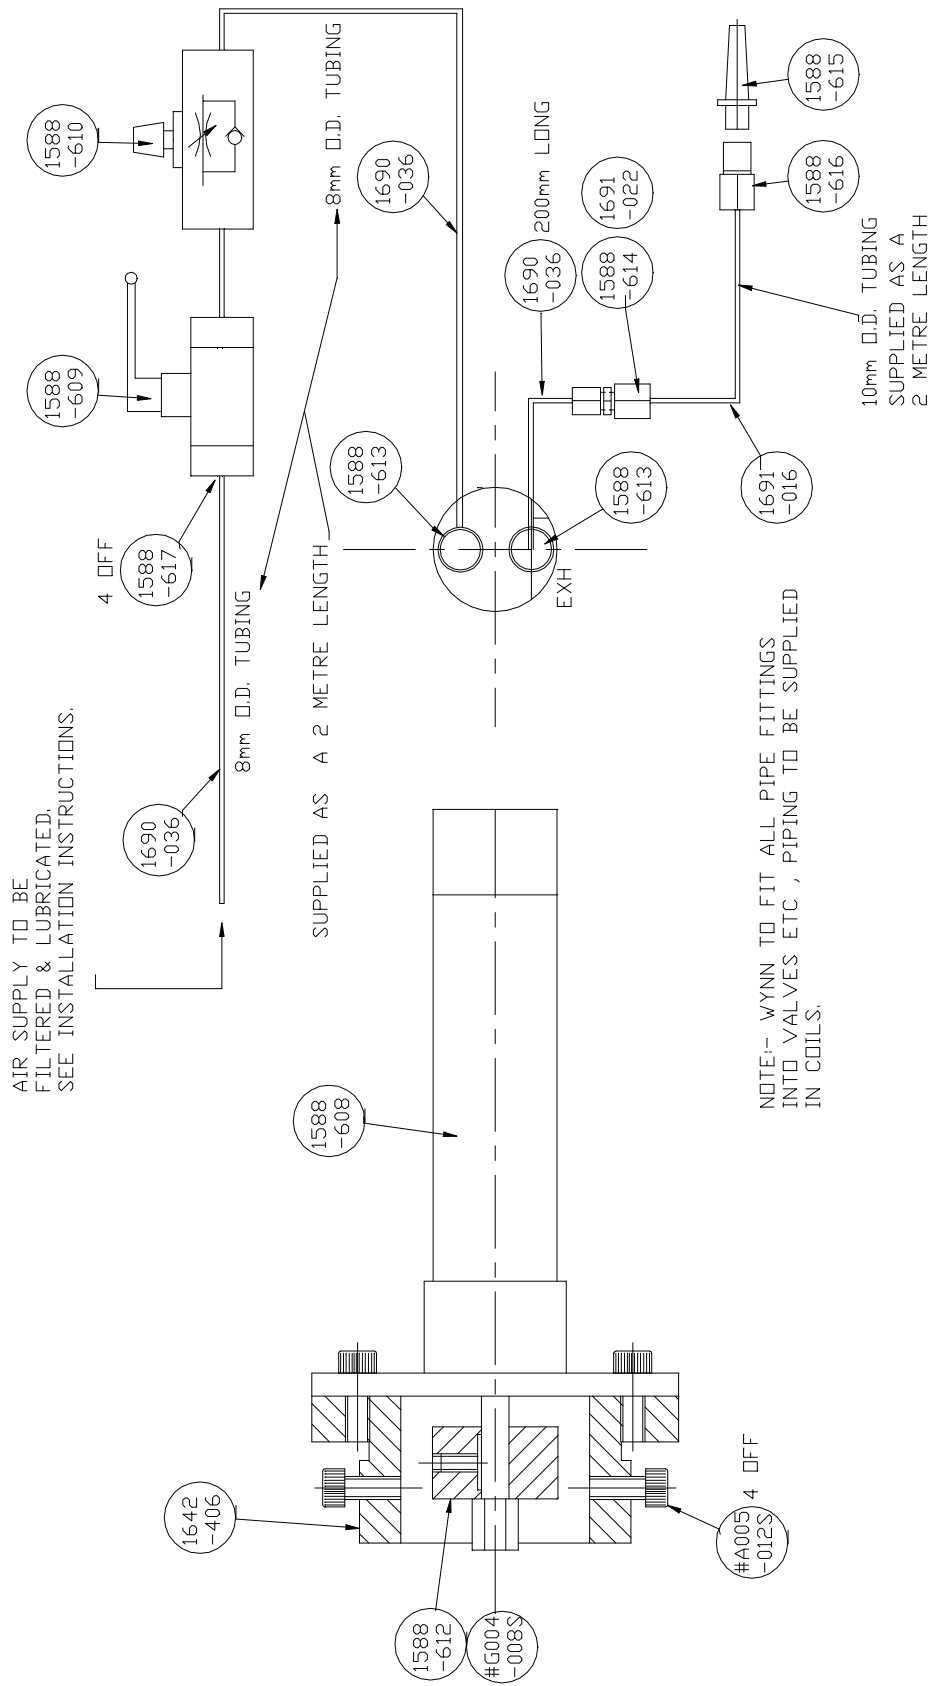 AIR SUPPLY TO BE
FILTERED & LUBRICATED.
SEE INSTALLATION INSTRUCTIONS.
1690
-036
8mm O.D. TUBING
4 OFF
1588
-617
1588
-609
1588
-610
SUPPLIED AS A 2 METRE LENGTH
8mm O.D. TUBING
1588
-613
1690
-036
EXH
1588
-613
1690
-036
200mm LONG
1588
-614
1691
-022
1691
-016
1588
-616
1588
-615
10mm O.D. TUBING
SUPPLIED AS A
2 METRE LENGTH
1642
-406
1588
-612
#G004
-008S
#A005
-012S
4 OFF
1588
-608
NOTE:- WYNN TO FIT ALL PIPE FITTINGS
INTO VALVES ETC , PIPING TO BE SUPPLIED
IN COILS.